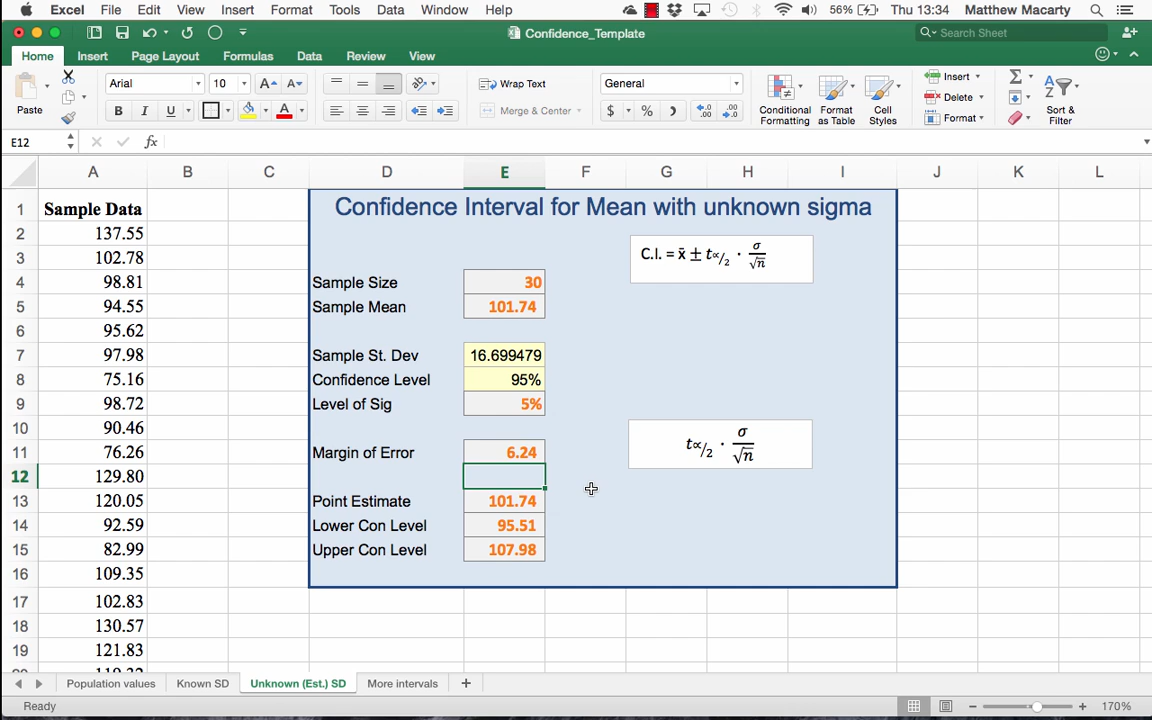 Excel File Edit View Insert Format Tools Data Window Help 56% Thu 13:34 Matthew Macarty
Confidence_Template Search Sheet
Home Insert Page Layout Formulas Data Review View
Paste Arial 10 A A Wrap Text General Conditional Formatting Format as Table Cell Styles Insert Sort & Filter
B I U A Merge & Center $ % Delete
Format
E12 fx
A B C D E F G H I J K L
1 Sample Data Confidence Interval for Mean with unknown sigma
2 137.55
3 102.78 C.I. = x̄ ± t∝/2 · σ/√n
4 98.81 Sample Size 30
5 94.55 Sample Mean 101.74
6 95.62
7 97.98 Sample St. Dev 16.699479
8 75.16 Confidence Level 95%
9 98.72 Level of Sig 5%
10 90.46
11 76.26 Margin of Error 6.24 t∝/2 · σ/√n
12 129.80
13 120.05 Point Estimate 101.74
14 92.59 Lower Con Level 95.51
15 82.99 Upper Con Level 107.98
16 109.35
17 102.83
18 130.57
19 121.83
Population values Known SD Unknown (Est.) SD More intervals +
Ready 170%